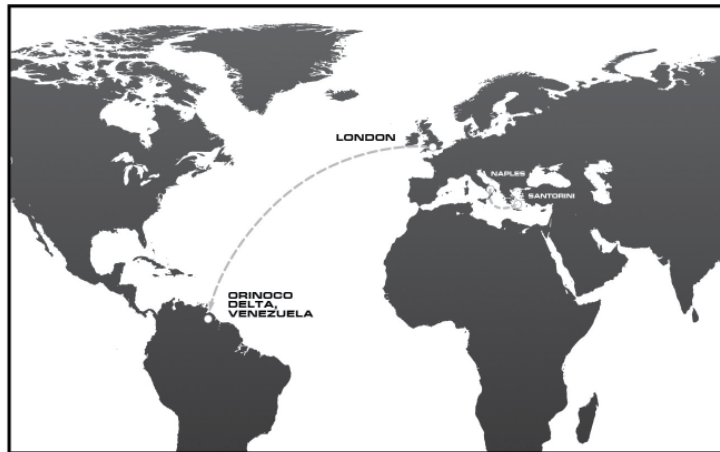 LONDON
NAPLES
SANTORINI
ORINOCO
DELTA,
VENEZUELA